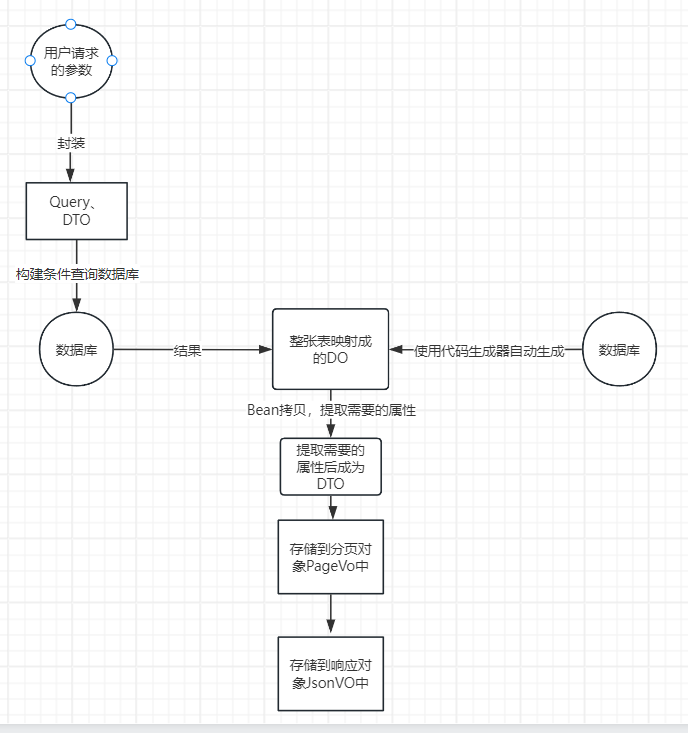 用户请求
的参数
封装
Query、
DTO
构建条件查询数据库
数据库
结果
整张表映射成
的DO
使用代码生成器自动生成
数据库
Bean拷贝，提取需要的属性
提取需要的
属性后成为
DTO
存储到分页对
象PageVo中
存储到响应对
象JsonVO中